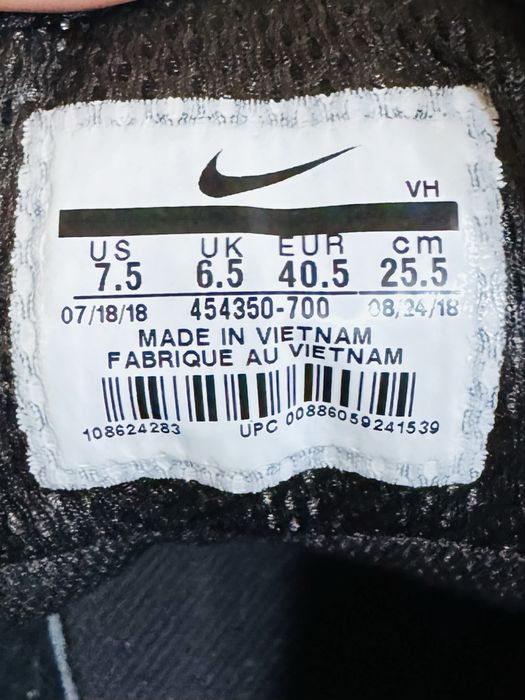 VH
US UK EUR cm
7.5 6.5 40.5 25.5
07/18/18 454350-700 08/24/18
MADE IN VIETNAM
FABRIQUE AU VIETNAM
108624283 UPC 00886059241539